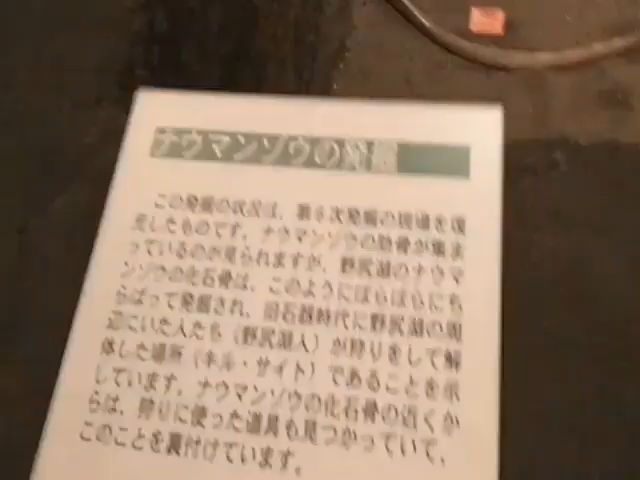 ナウマンゾウの発掘
この発掘の状況は、第5次発掘の現場を復
元したものです。ナウマンゾウの肋骨が集ま
っているのが見られますが、野尻湖のナウマ
ンゾウの化石骨は、このようにばらばらにち
らばって発掘され、旧石器時代に野尻湖の周
辺にいた人たち（野尻湖人）が狩りをして解
体した場所（キル・サイト）であることを示
しています。ナウマンゾウの化石骨の近くか
らは、狩りに使った道具も見つかっていて、
このことを裏付けています。